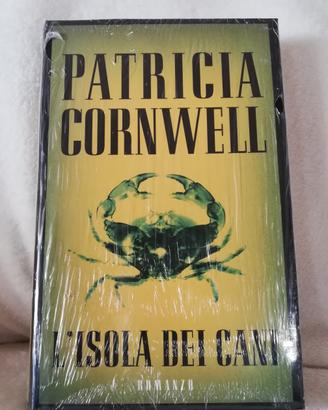 PATRICIA
CORNWELL
L'ISOLA DEI CANI
ROMANZO